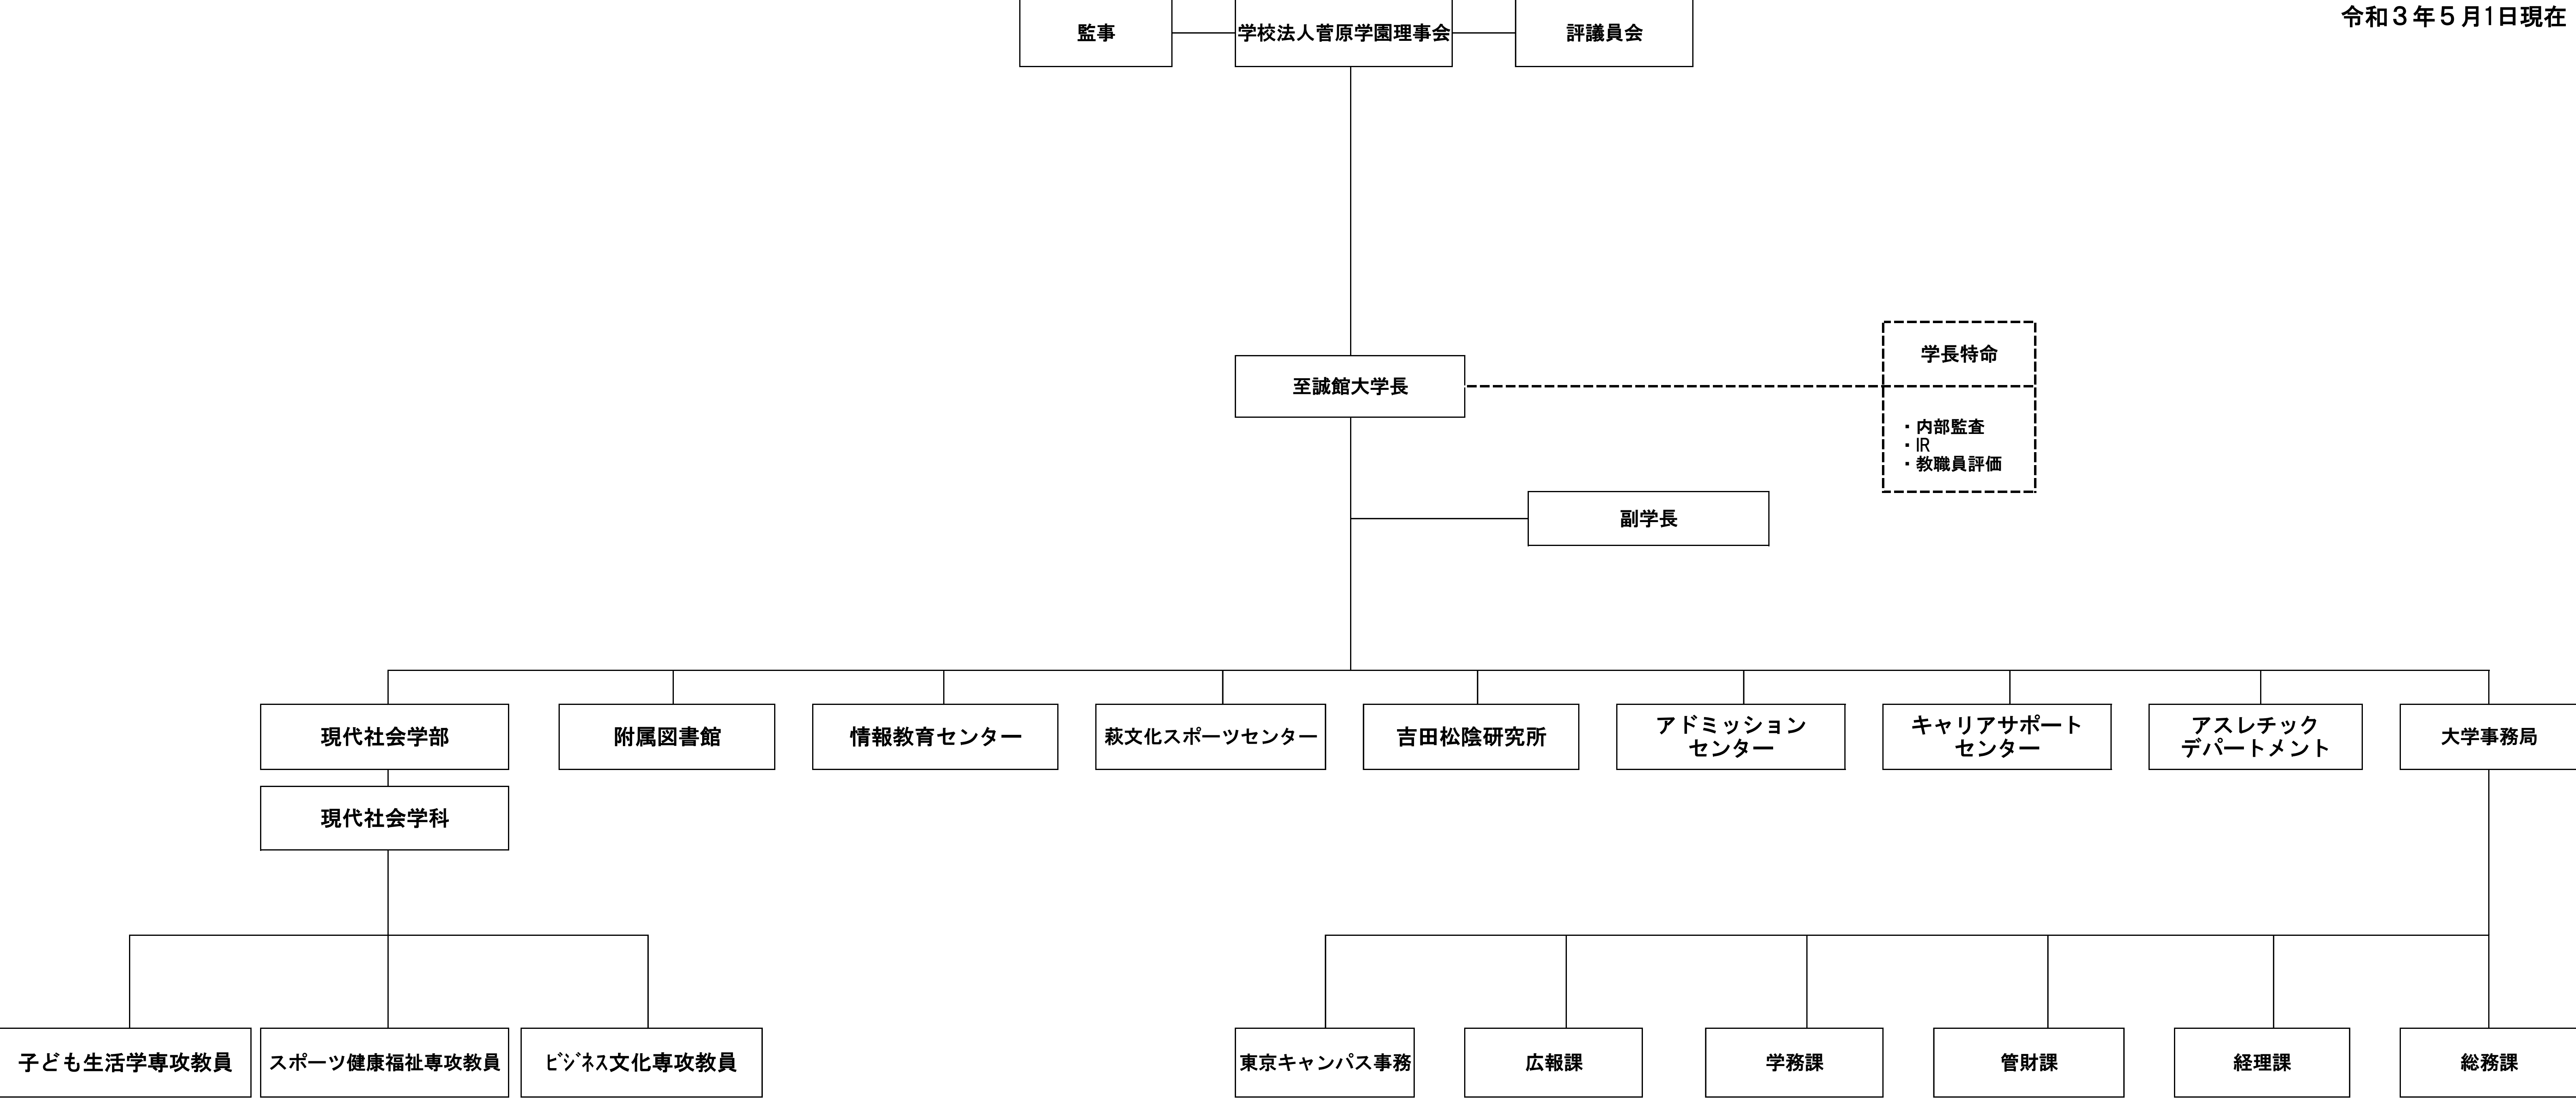 令和３年５月1日現在
監事
学校法人菅原学園理事会
評議員会
学長特命
至誠館大学長
・内部監査
・IR
・教職員評価
副学長
現代社会学部
附属図書館
情報教育センター
萩文化スポーツセンター
吉田松陰研究所
アドミッション
センター
キャリアサポート
センター
アスレチック
デパートメント
大学事務局
現代社会学科
子ども生活学専攻教員
スポーツ健康福祉専攻教員
ﾋﾞｼﾞﾈｽ文化専攻教員
東京キャンパス事務
広報課
学務課
管財課
経理課
総務課